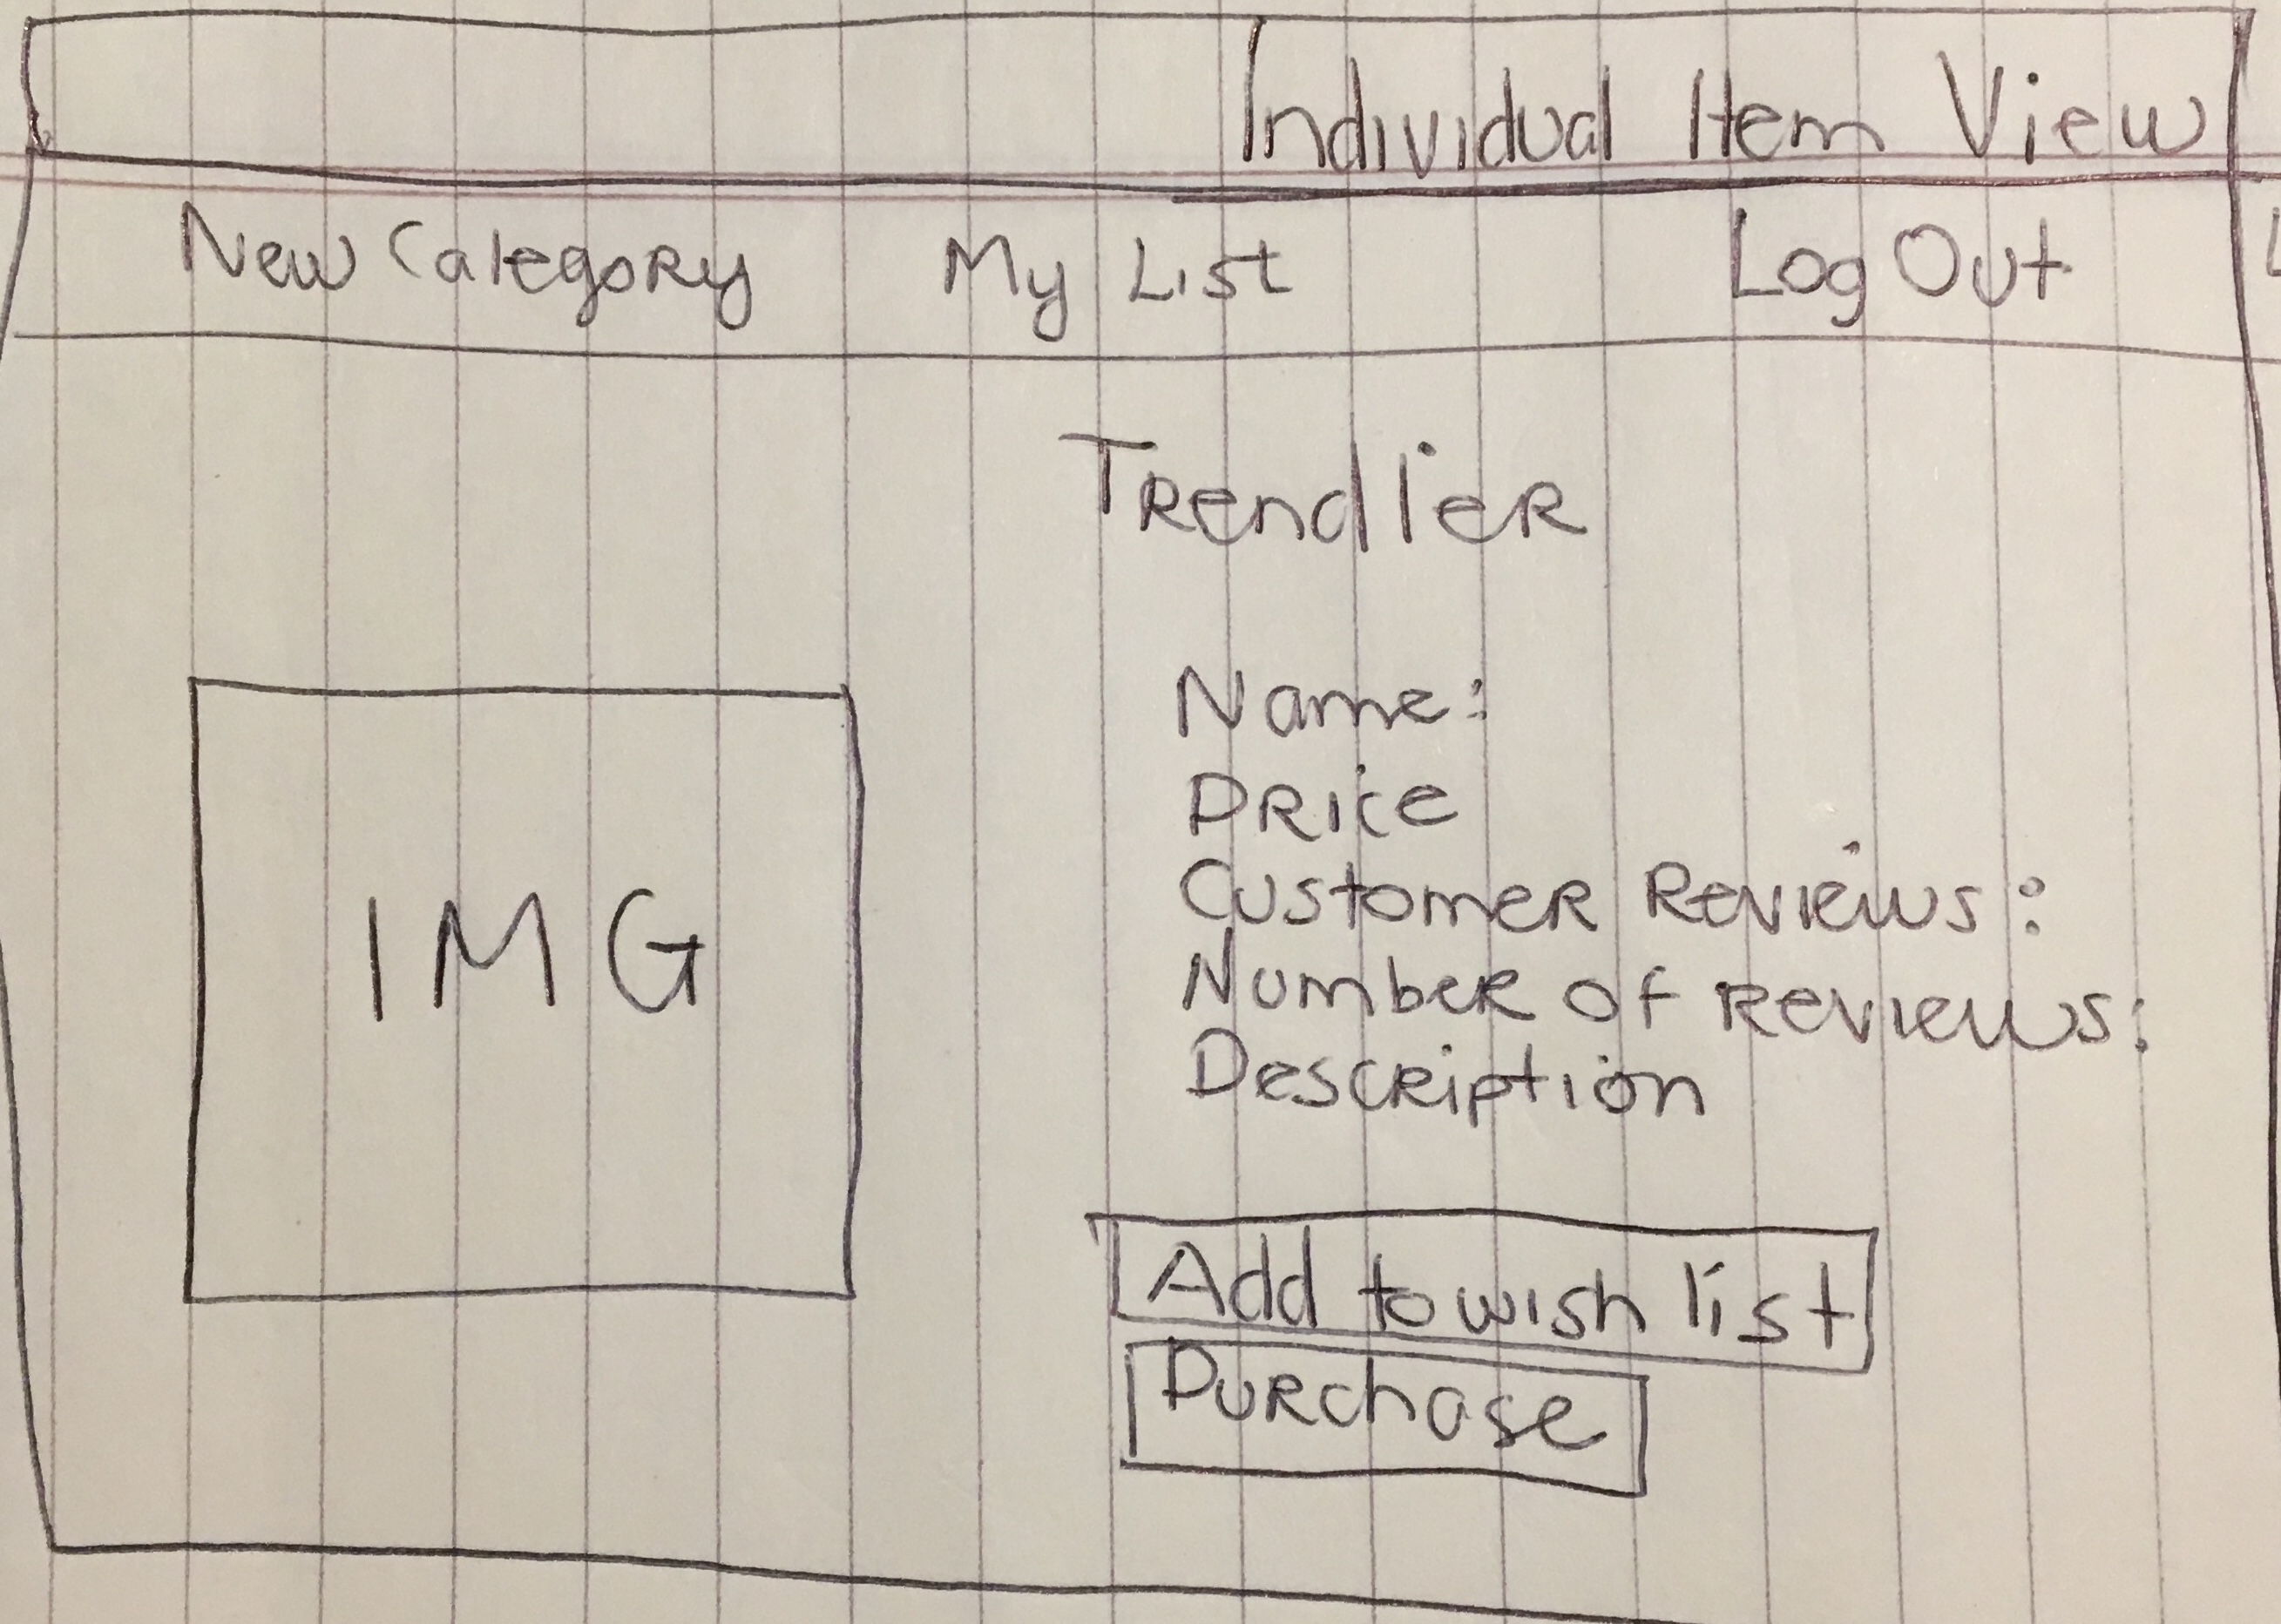 Individual Item View
New Category My List Log Out
Trendier
Name:
Price
Customer Reviews:
Number of Reviews:
Description
IMG
Add to wish list
Purchase